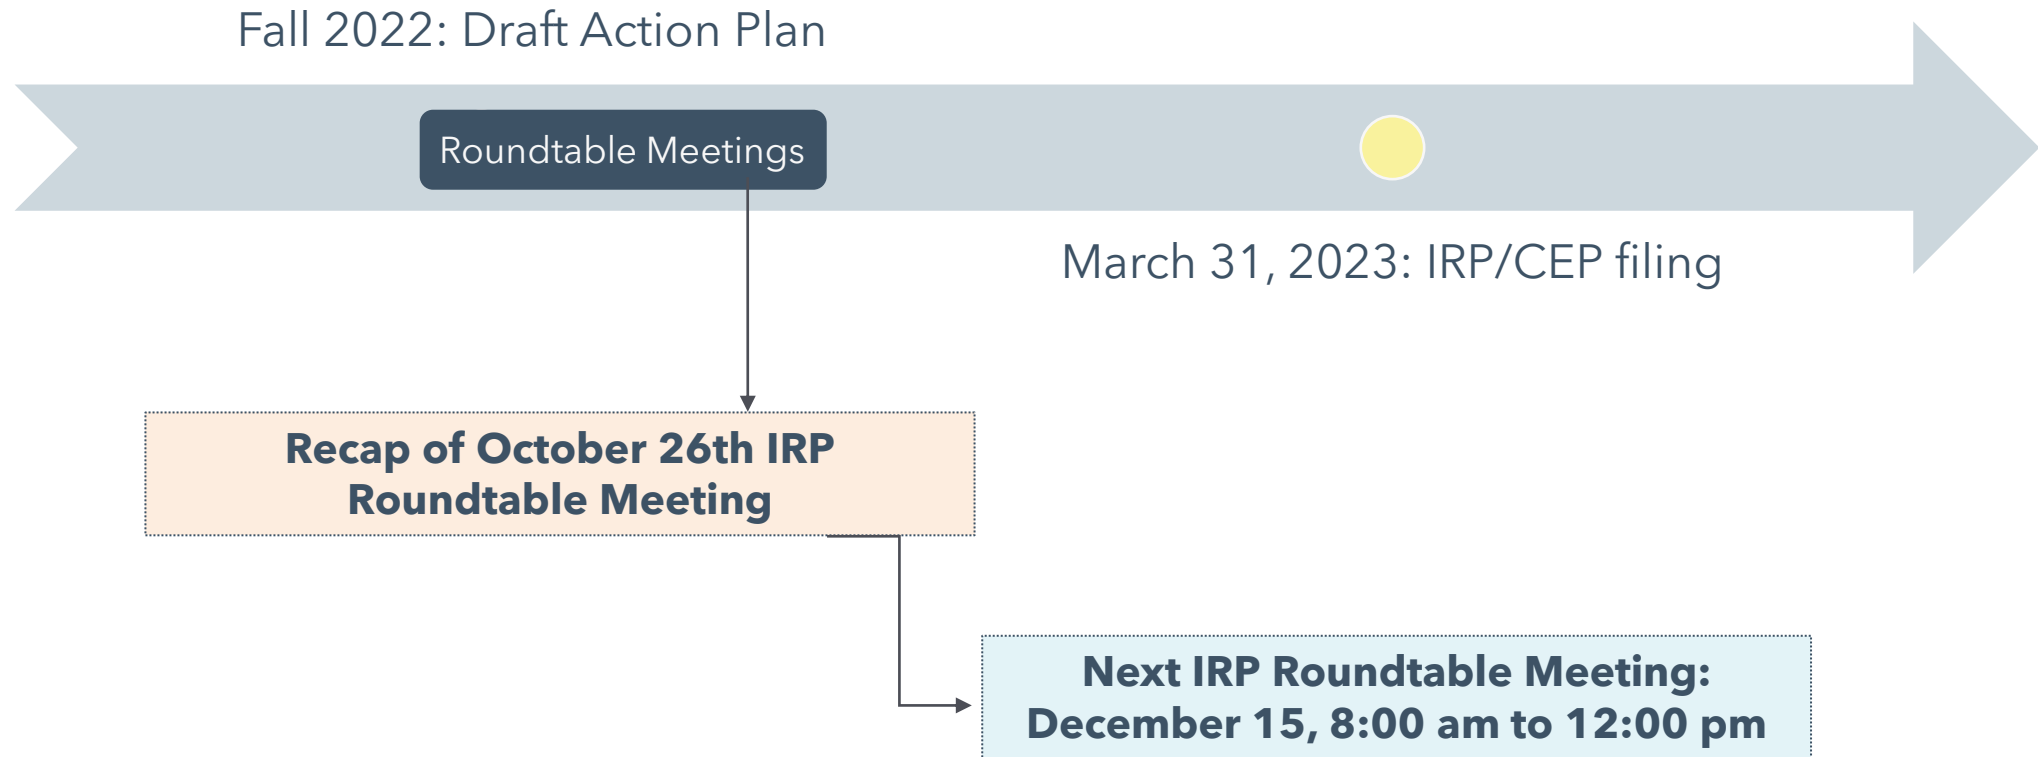 Fall 2022: Draft Action Plan
Roundtable Meetings
March 31, 2023: IRP/CEP filing
Recap of October 26th IRP
Roundtable Meeting
Next IRP Roundtable Meeting:
December 15, 8:00 am to 12:00 pm